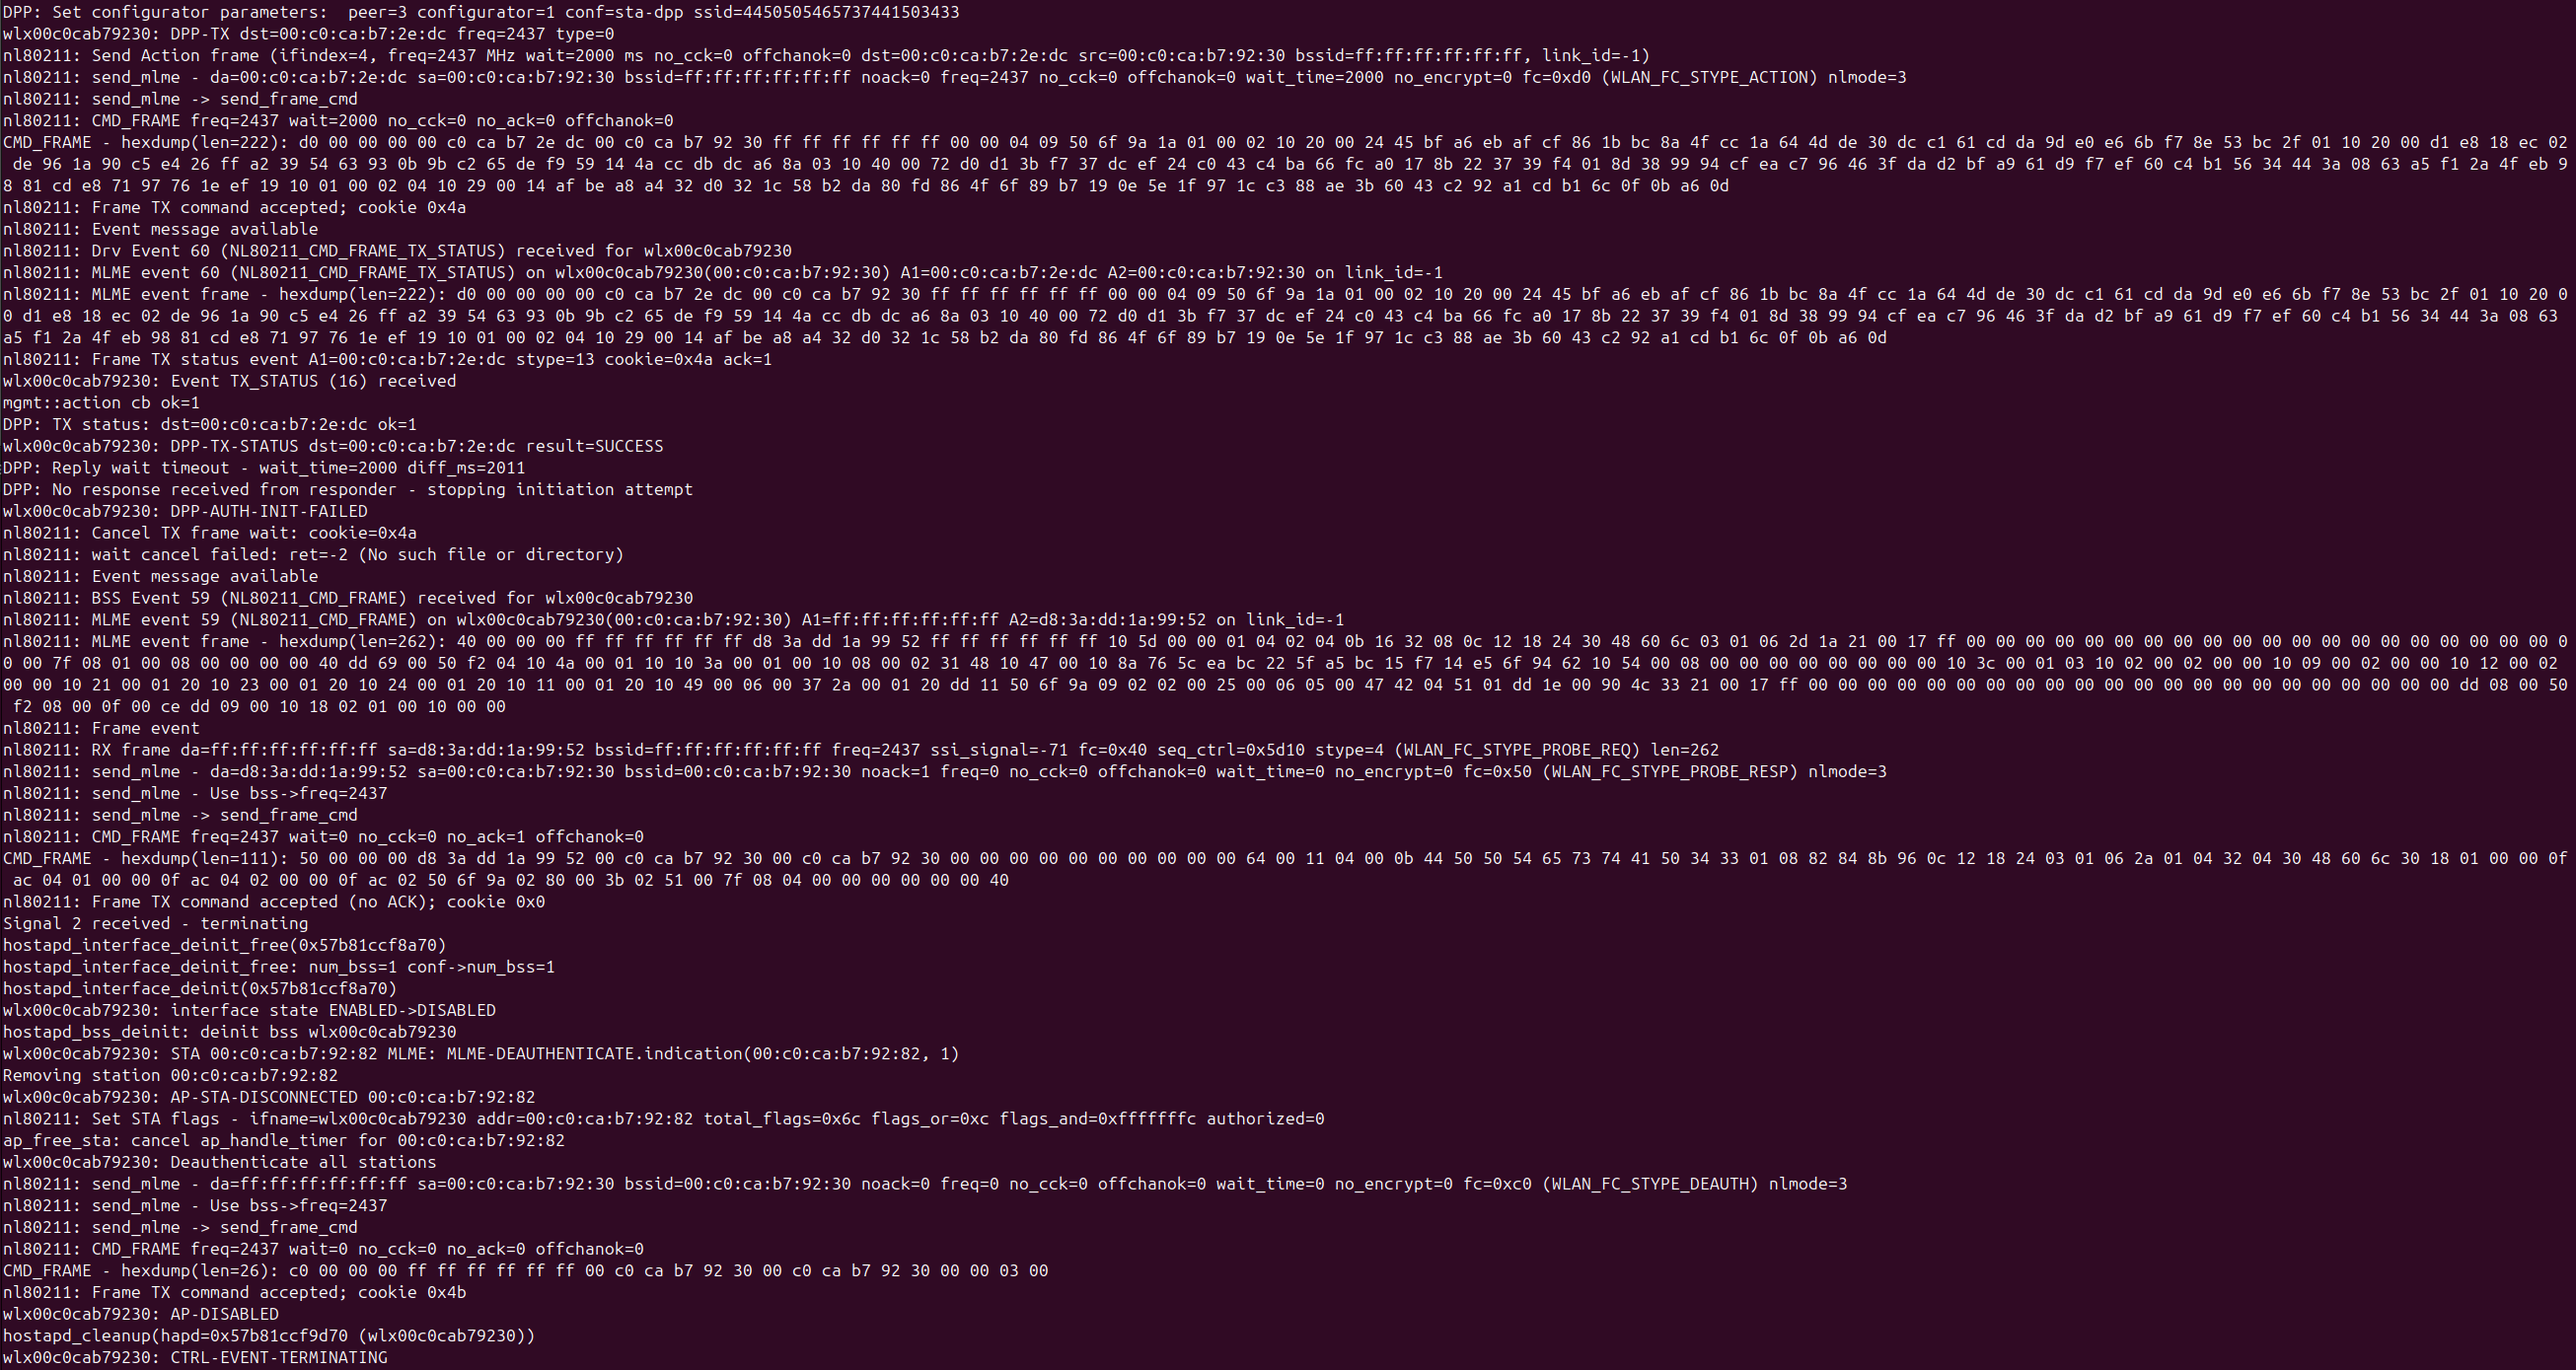 DPP: Set configurator parameters:  peer=3 configurator=1 conf=sta-dpp ssid=4450505465737441503433
wlx00c0cab79230: DPP-TX dst=00:c0:ca:b7:2e:dc freq=2437 type=0
nl80211: Send Action frame (ifindex=4, freq=2437 MHz wait=2000 ms no_cck=0 offchanok=0 dst=00:c0:ca:b7:2e:dc src=00:c0:ca:b7:92:30 bssid=ff:ff:ff:ff:ff:ff, link_id=-1)
nl80211: send_mlme - da=00:c0:ca:b7:2e:dc sa=00:c0:ca:b7:92:30 bssid=ff:ff:ff:ff:ff:ff noack=0 freq=2437 no_cck=0 offchanok=0 wait_time=2000 no_encrypt=0 fc=0xd0 (WLAN_FC_STYPE_ACTION) nlmode=3
nl80211: send_mlme -> send_frame_cmd
nl80211: CMD_FRAME freq=2437 wait=2000 no_cck=0 no_ack=0 offchanok=0
CMD_FRAME - hexdump(len=222): d0 00 00 00 00 c0 ca b7 2e dc 00 c0 ca b7 92 30 ff ff ff ff ff ff 00 00 04 09 50 6f 9a 1a 01 00 02 10 20 00 24 45 bf a6 eb af cf 86 1b bc 8a 4f cc 1a 64 4d de 30 dc c1 61 cd da 9d e0 e6 6b f7 8e 53 bc 2f 01 10 20 00 d1 e8 18 ec 02
 de 96 1a 90 c5 e4 26 ff a2 39 54 63 93 0b 9b c2 65 de f9 59 14 4a cc db dc a6 8a 03 10 40 00 72 d0 d1 3b f7 37 dc ef 24 c0 43 c4 ba 66 fc a0 17 8b 22 37 39 f4 01 8d 38 99 94 cf ea c7 96 46 3f da d2 bf a9 61 d9 f7 ef 60 c4 b1 56 34 44 3a 08 63 a5 f1 2a 4f eb 9
8 81 cd e8 71 97 76 1e ef 19 10 01 00 02 04 10 29 00 14 af be a8 a4 32 d0 32 1c 58 b2 da 80 fd 86 4f 6f 89 b7 19 0e 5e 1f 97 1c c3 88 ae 3b 60 43 c2 92 a1 cd b1 6c 0f 0b a6 0d
nl80211: Frame TX command accepted; cookie 0x4a
nl80211: Event message available
nl80211: Drv Event 60 (NL80211_CMD_FRAME_TX_STATUS) received for wlx00c0cab79230
nl80211: MLME event 60 (NL80211_CMD_FRAME_TX_STATUS) on wlx00c0cab79230(00:c0:ca:b7:92:30) A1=00:c0:ca:b7:2e:dc A2=00:c0:ca:b7:92:30 on link_id=-1
nl80211: MLME event frame - hexdump(len=222): d0 00 00 00 00 c0 ca b7 2e dc 00 c0 ca b7 92 30 ff ff ff ff ff ff 00 00 04 09 50 6f 9a 1a 01 00 02 10 20 00 24 45 bf a6 eb af cf 86 1b bc 8a 4f cc 1a 64 4d de 30 dc c1 61 cd da 9d e0 e6 6b f7 8e 53 bc 2f 01 10 20 0
0 d1 e8 18 ec 02 de 96 1a 90 c5 e4 26 ff a2 39 54 63 93 0b 9b c2 65 de f9 59 14 4a cc db dc a6 8a 03 10 40 00 72 d0 d1 3b f7 37 dc ef 24 c0 43 c4 ba 66 fc a0 17 8b 22 37 39 f4 01 8d 38 99 94 cf ea c7 96 46 3f da d2 bf a9 61 d9 f7 ef 60 c4 b1 56 34 44 3a 08 63
a5 f1 2a 4f eb 98 81 cd e8 71 97 76 1e ef 19 10 01 00 02 04 10 29 00 14 af be a8 a4 32 d0 32 1c 58 b2 da 80 fd 86 4f 6f 89 b7 19 0e 5e 1f 97 1c c3 88 ae 3b 60 43 c2 92 a1 cd b1 6c 0f 0b a6 0d
nl80211: Frame TX status event A1=00:c0:ca:b7:2e:dc stype=13 cookie=0x4a ack=1
wlx00c0cab79230: Event TX_STATUS (16) received
mgmt::action cb ok=1
DPP: TX status: dst=00:c0:ca:b7:2e:dc ok=1
wlx00c0cab79230: DPP-TX-STATUS dst=00:c0:ca:b7:2e:dc result=SUCCESS
DPP: Reply wait timeout - wait_time=2000 diff_ms=2011
DPP: No response received from responder - stopping initiation attempt
wlx00c0cab79230: DPP-AUTH-INIT-FAILED
nl80211: Cancel TX frame wait: cookie=0x4a
nl80211: wait cancel failed: ret=-2 (No such file or directory)
nl80211: Event message available
nl80211: BSS Event 59 (NL80211_CMD_FRAME) received for wlx00c0cab79230
nl80211: MLME event 59 (NL80211_CMD_FRAME) on wlx00c0cab79230(00:c0:ca:b7:92:30) A1=ff:ff:ff:ff:ff:ff A2=d8:3a:dd:1a:99:52 on link_id=-1
nl80211: MLME event frame - hexdump(len=262): 40 00 00 00 ff ff ff ff ff ff d8 3a dd 1a 99 52 ff ff ff ff ff ff 10 5d 00 00 01 04 02 04 0b 16 32 08 0c 12 18 24 30 48 60 6c 03 01 06 2d 1a 21 00 17 ff 00 00 00 00 00 00 00 00 00 00 00 00 00 00 00 00 00 00 00 00 0
0 00 7f 08 01 00 08 00 00 00 00 40 dd 69 00 50 f2 04 10 4a 00 01 10 10 3a 00 01 00 10 08 00 02 31 48 10 47 00 10 8a 76 5c ea bc 22 5f a5 bc 15 f7 14 e5 6f 94 62 10 54 00 08 00 00 00 00 00 00 00 00 10 3c 00 01 03 10 02 00 02 00 00 10 09 00 02 00 00 10 12 00 02
00 00 10 21 00 01 20 10 23 00 01 20 10 24 00 01 20 10 11 00 01 20 10 49 00 06 00 37 2a 00 01 20 dd 11 50 6f 9a 09 02 02 00 25 00 06 05 00 47 42 04 51 01 dd 1e 00 90 4c 33 21 00 17 ff 00 00 00 00 00 00 00 00 00 00 00 00 00 00 00 00 00 00 00 00 00 00 dd 08 00 50
 f2 08 00 0f 00 ce dd 09 00 10 18 02 01 00 10 00 00
nl80211: Frame event
nl80211: RX frame da=ff:ff:ff:ff:ff:ff sa=d8:3a:dd:1a:99:52 bssid=ff:ff:ff:ff:ff:ff freq=2437 ssi_signal=-71 fc=0x40 seq_ctrl=0x5d10 stype=4 (WLAN_FC_STYPE_PROBE_REQ) len=262
nl80211: send_mlme - da=d8:3a:dd:1a:99:52 sa=00:c0:ca:b7:92:30 bssid=00:c0:ca:b7:92:30 noack=1 freq=0 no_cck=0 offchanok=0 wait_time=0 no_encrypt=0 fc=0x50 (WLAN_FC_STYPE_PROBE_RESP) nlmode=3
nl80211: send_mlme - Use bss->freq=2437
nl80211: send_mlme -> send_frame_cmd
nl80211: CMD_FRAME freq=2437 wait=0 no_cck=0 no_ack=1 offchanok=0
CMD_FRAME - hexdump(len=111): 50 00 00 00 d8 3a dd 1a 99 52 00 c0 ca b7 92 30 00 c0 ca b7 92 30 00 00 00 00 00 00 00 00 00 00 64 00 11 04 00 0b 44 50 50 54 65 73 74 41 50 34 33 01 08 82 84 8b 96 0c 12 18 24 03 01 06 2a 01 04 32 04 30 48 60 6c 30 18 01 00 00 0f
 ac 04 01 00 00 0f ac 04 02 00 00 0f ac 02 50 6f 9a 02 80 00 3b 02 51 00 7f 08 04 00 00 00 00 00 00 40
nl80211: Frame TX command accepted (no ACK); cookie 0x0
Signal 2 received - terminating
hostapd_interface_deinit_free(0x57b81ccf8a70)
hostapd_interface_deinit_free: num_bss=1 conf->num_bss=1
hostapd_interface_deinit(0x57b81ccf8a70)
wlx00c0cab79230: interface state ENABLED->DISABLED
hostapd_bss_deinit: deinit bss wlx00c0cab79230
wlx00c0cab79230: STA 00:c0:ca:b7:92:82 MLME: MLME-DEAUTHENTICATE.indication(00:c0:ca:b7:92:82, 1)
Removing station 00:c0:ca:b7:92:82
wlx00c0cab79230: AP-STA-DISCONNECTED 00:c0:ca:b7:92:82
nl80211: Set STA flags - ifname=wlx00c0cab79230 addr=00:c0:ca:b7:92:82 total_flags=0x6c flags_or=0xc flags_and=0xfffffffc authorized=0
ap_free_sta: cancel ap_handle_timer for 00:c0:ca:b7:92:82
wlx00c0cab79230: Deauthenticate all stations
nl80211: send_mlme - da=ff:ff:ff:ff:ff:ff sa=00:c0:ca:b7:92:30 bssid=00:c0:ca:b7:92:30 noack=0 freq=0 no_cck=0 offchanok=0 wait_time=0 no_encrypt=0 fc=0xc0 (WLAN_FC_STYPE_DEAUTH) nlmode=3
nl80211: send_mlme - Use bss->freq=2437
nl80211: send_mlme -> send_frame_cmd
nl80211: CMD_FRAME freq=2437 wait=0 no_cck=0 no_ack=0 offchanok=0
CMD_FRAME - hexdump(len=26): c0 00 00 00 ff ff ff ff ff ff 00 c0 ca b7 92 30 00 c0 ca b7 92 30 00 00 03 00
nl80211: Frame TX command accepted; cookie 0x4b
wlx00c0cab79230: AP-DISABLED
hostapd_cleanup(hapd=0x57b81ccf9d70 (wlx00c0cab79230))
wlx00c0cab79230: CTRL-EVENT-TERMINATING